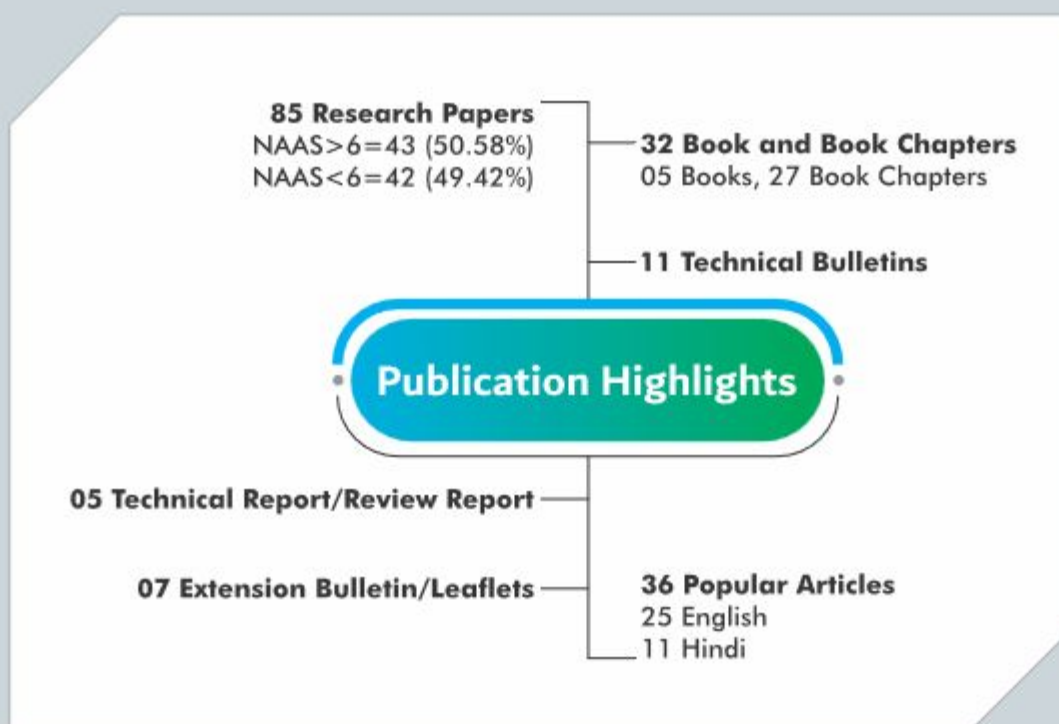 85 Research Papers
NAAS>6=43 (50.58%)
NAAS<6=42 (49.42%)
32 Book and Book Chapters
05 Books, 27 Book Chapters
11 Technical Bulletins
Publication Highlights
05 Technical Report/Review Report
07 Extension Bulletin/Leaflets
36 Popular Articles
25 English
11 Hindi